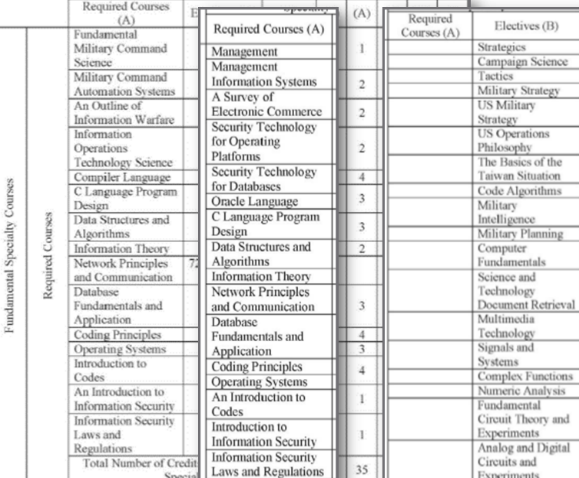 Required Courses
(A)
Fundamental Specialty Courses
Required Courses
Fundamental
Military Command
Science
Military Command
Automation Systems
An Outline of
Information Warfare
Information
Operations
Technology Science
Compiler Language
C Language Program
Design
Data Structures and
Algorithms
Information Theory
Network Principles
and Communication
72
Database
Fundamentals and
Application
Coding Principles
Operating Systems
Introduction to
Codes
An Introduction to
Information Security
Information Security
Laws and
Regulations
Total Number of Credit
Special
Specialty
Required Courses (A)
Management
Management
Information Systems
A Survey of
Electronic Commerce
Security Technology
for Operating
Platforms
Security Technology
for Databases
Oracle Language
C Language Program
Design
Data Structures and
Algorithms
Information Theory
Network Principles
and Communication
Database
Fundamentals and
Application
Coding Principles
Operating Systems
An Introduction to
Codes
Introduction to
Information Security
Information Security
Laws and Regulations
(A)
1
2
2
2
4
3
3
2
3
4
3
4
1
1
35
Required
Courses (A)
Electives (B)
Strategics
Campaign Science
Tactics
Military Strategy
US Military
Strategy
US Operations
Philosophy
The Basics of the
Taiwan Situation
Code Algorithms
Military
Intelligence
Military Planning
Computer
Fundamentals
Science and
Technology
Document Retrieval
Multimedia
Technology
Signals and
Systems
Complex Functions
Numeric Analysis
Fundamental
Circuit Theory and
Experiments
Analog and Digital
Circuits and
Experiments